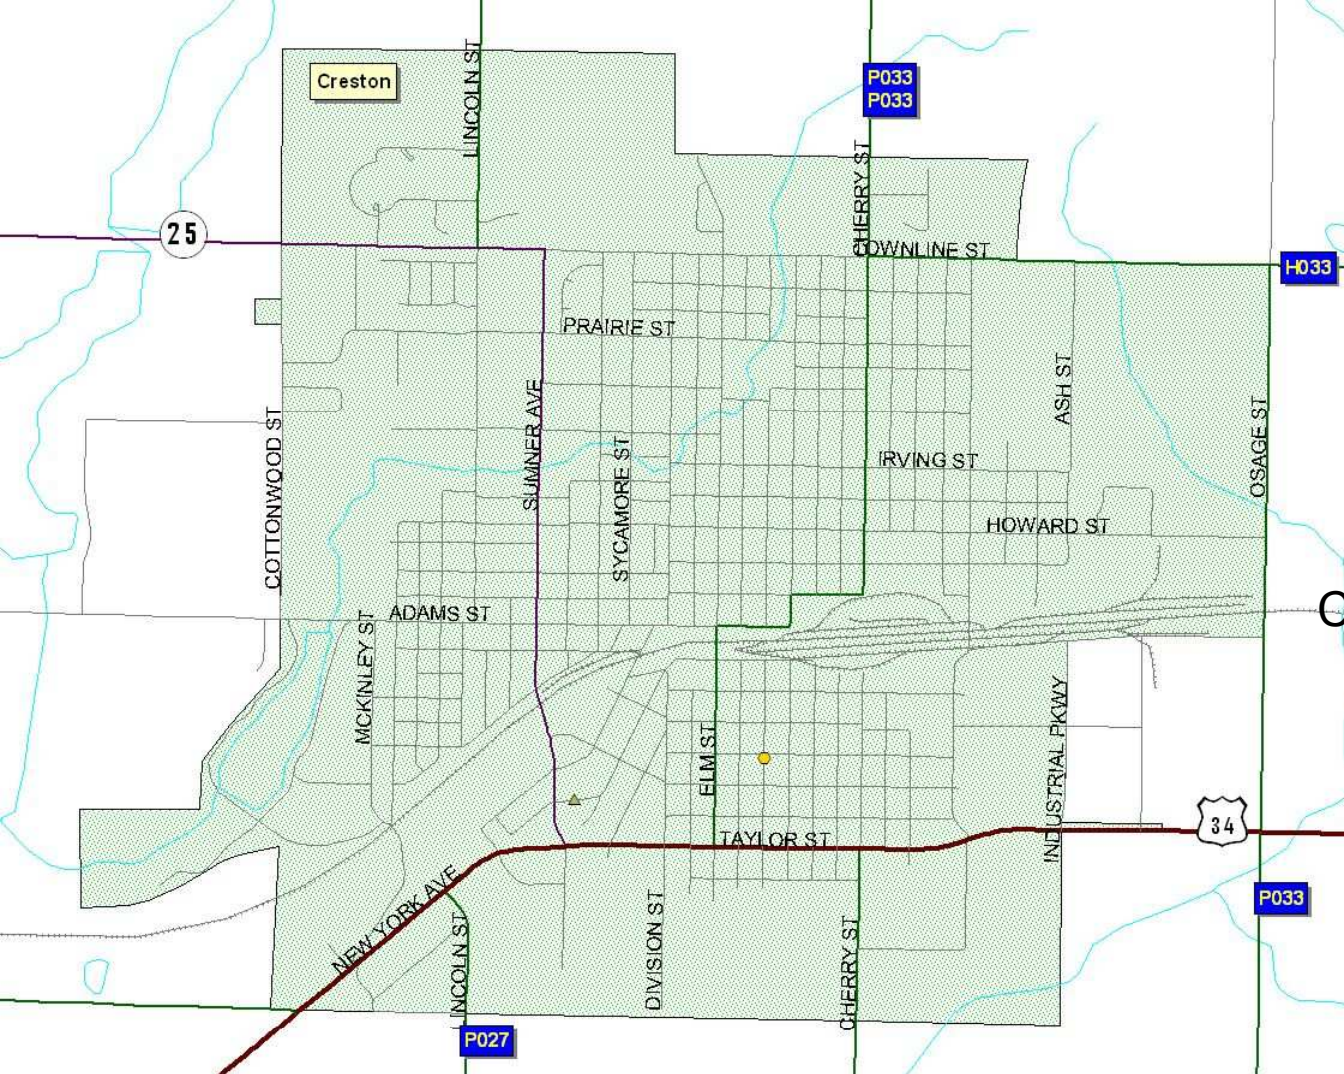 Creston
LINCOLN ST
P033
P033
CHERRY ST
25
TOWNLINE ST
H033
PRAIRIE ST
ASH ST
COTTONWOOD ST
SUMNER AVE
SYCAMORE ST
OSAGE ST
IRVING ST
HOWARD ST
ADAMS ST
MCKINLEY ST
ELM ST
INDUSTRIAL PKWY
TAYLOR ST
34
NEW YORK AVE
LINCOLN ST
DIVISION ST
CHERRY ST
P033
P027